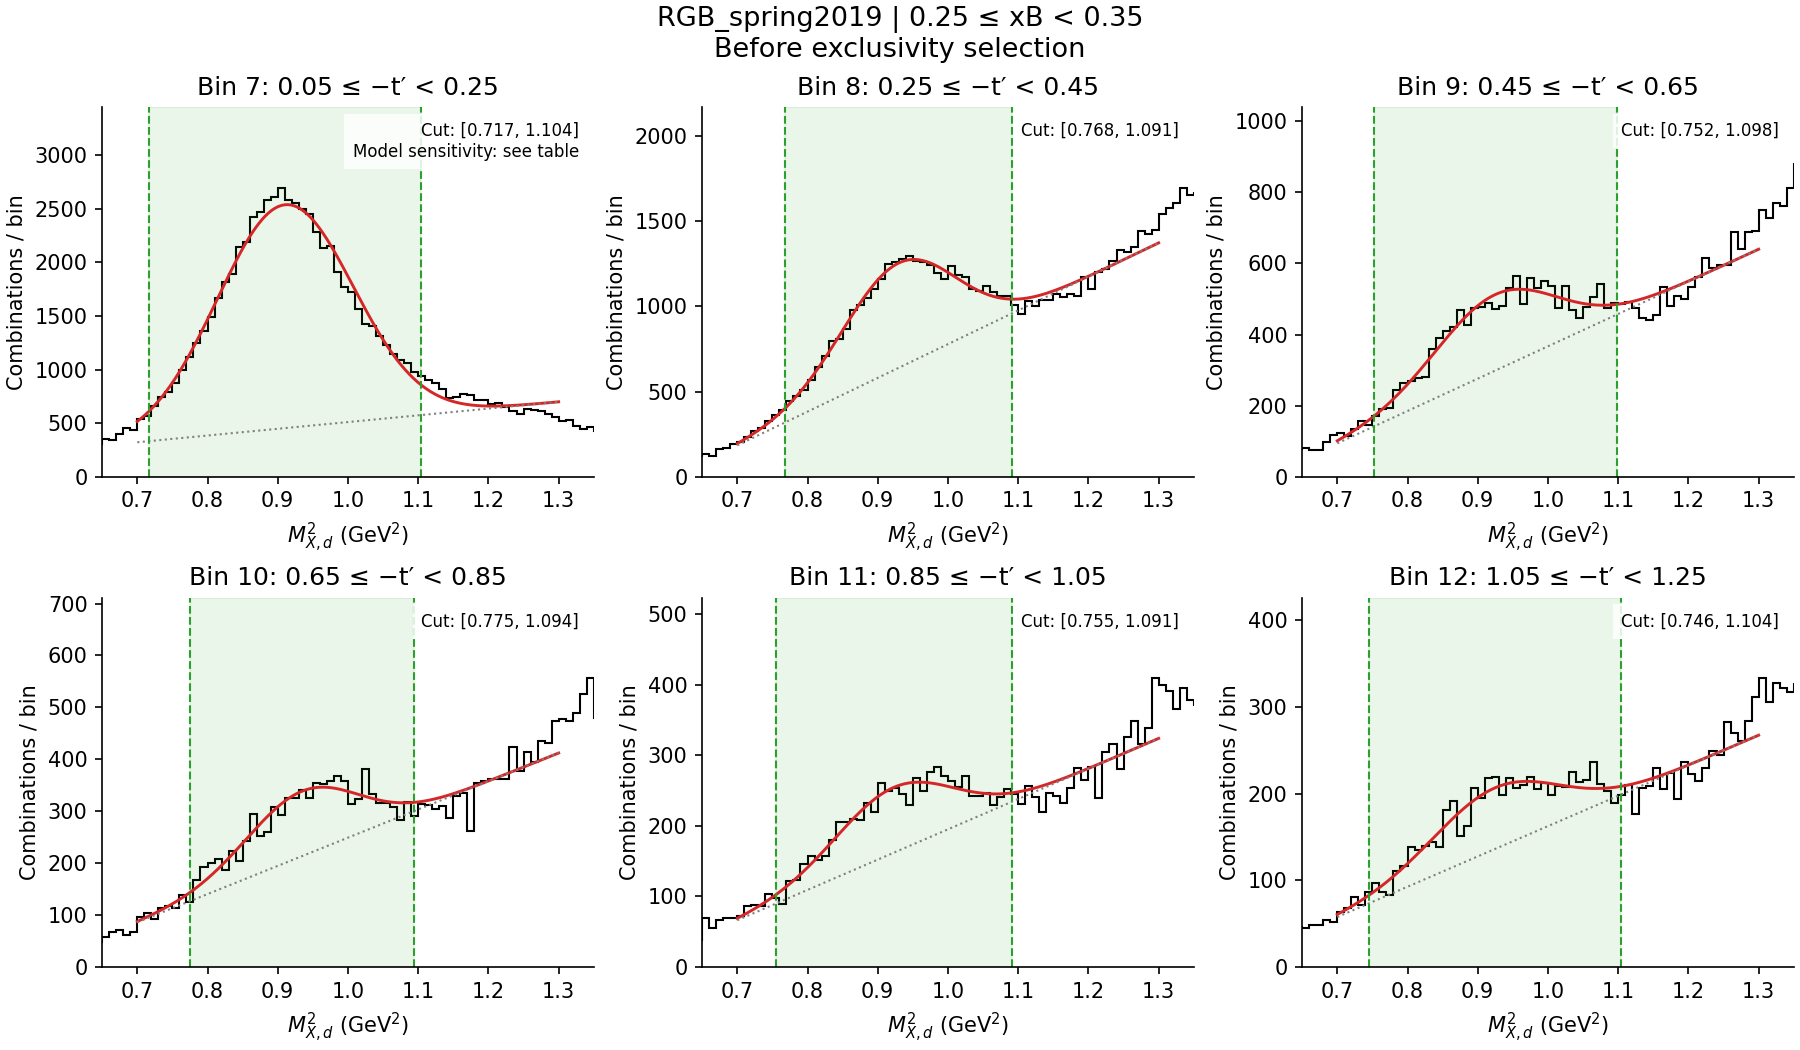 RGB_spring2019 | 0.25 ≤ xB < 0.35
Before exclusivity selection
Bin 7: 0.05 ≤ −t′ < 0.25
Cut: [0.717, 1.104]
Model sensitivity: see table
Combinations / bin
3000
2500
2000
1500
1000
500
0
0.7 0.8 0.9 1.0 1.1 1.2 1.3
M²X,d (GeV²)
Bin 8: 0.25 ≤ −t′ < 0.45
Cut: [0.768, 1.091]
Combinations / bin
2000
1500
1000
500
0
0.7 0.8 0.9 1.0 1.1 1.2 1.3
M²X,d (GeV²)
Bin 9: 0.45 ≤ −t′ < 0.65
Cut: [0.752, 1.098]
Combinations / bin
1000
800
600
400
200
0
0.7 0.8 0.9 1.0 1.1 1.2 1.3
M²X,d (GeV²)
Bin 10: 0.65 ≤ −t′ < 0.85
Cut: [0.775, 1.094]
Combinations / bin
700
600
500
400
300
200
100
0
0.7 0.8 0.9 1.0 1.1 1.2 1.3
M²X,d (GeV²)
Bin 11: 0.85 ≤ −t′ < 1.05
Cut: [0.755, 1.091]
Combinations / bin
500
400
300
200
100
0
0.7 0.8 0.9 1.0 1.1 1.2 1.3
M²X,d (GeV²)
Bin 12: 1.05 ≤ −t′ < 1.25
Cut: [0.746, 1.104]
Combinations / bin
400
300
200
100
0
0.7 0.8 0.9 1.0 1.1 1.2 1.3
M²X,d (GeV²)